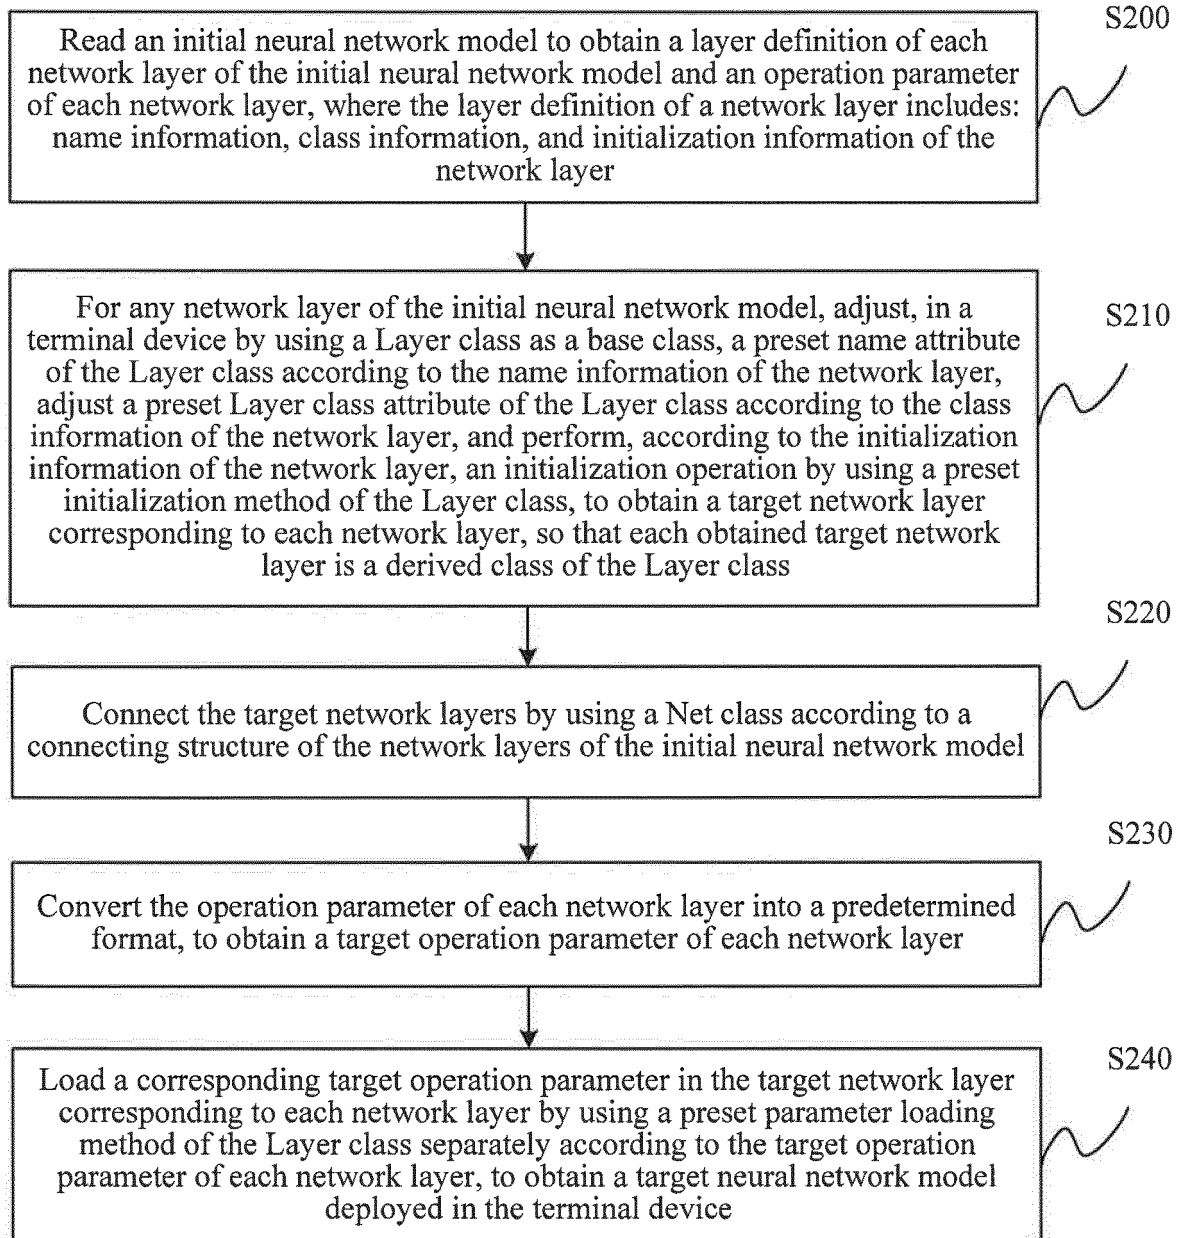 S200
Read an initial neural network model to obtain a layer definition of each
network layer of the initial neural network model and an operation parameter
of each network layer, where the layer definition of a network layer includes:
name information, class information, and initialization information of the
network layer
S210
For any network layer of the initial neural network model, adjust, in a
terminal device by using a Layer class as a base class, a preset name attribute
of the Layer class according to the name information of the network layer,
adjust a preset Layer class attribute of the Layer class according to the class
information of the network layer, and perform, according to the initialization
information of the network layer, an initialization operation by using a preset
initialization method of the Layer class, to obtain a target network layer
corresponding to each network layer, so that each obtained target network
layer is a derived class of the Layer class
S220
Connect the target network layers by using a Net class according to a
connecting structure of the network layers of the initial neural network model
S230
Convert the operation parameter of each network layer into a predetermined
format, to obtain a target operation parameter of each network layer
S240
Load a corresponding target operation parameter in the target network layer
corresponding to each network layer by using a preset parameter loading
method of the Layer class separately according to the target operation
parameter of each network layer, to obtain a target neural network model
deployed in the terminal device